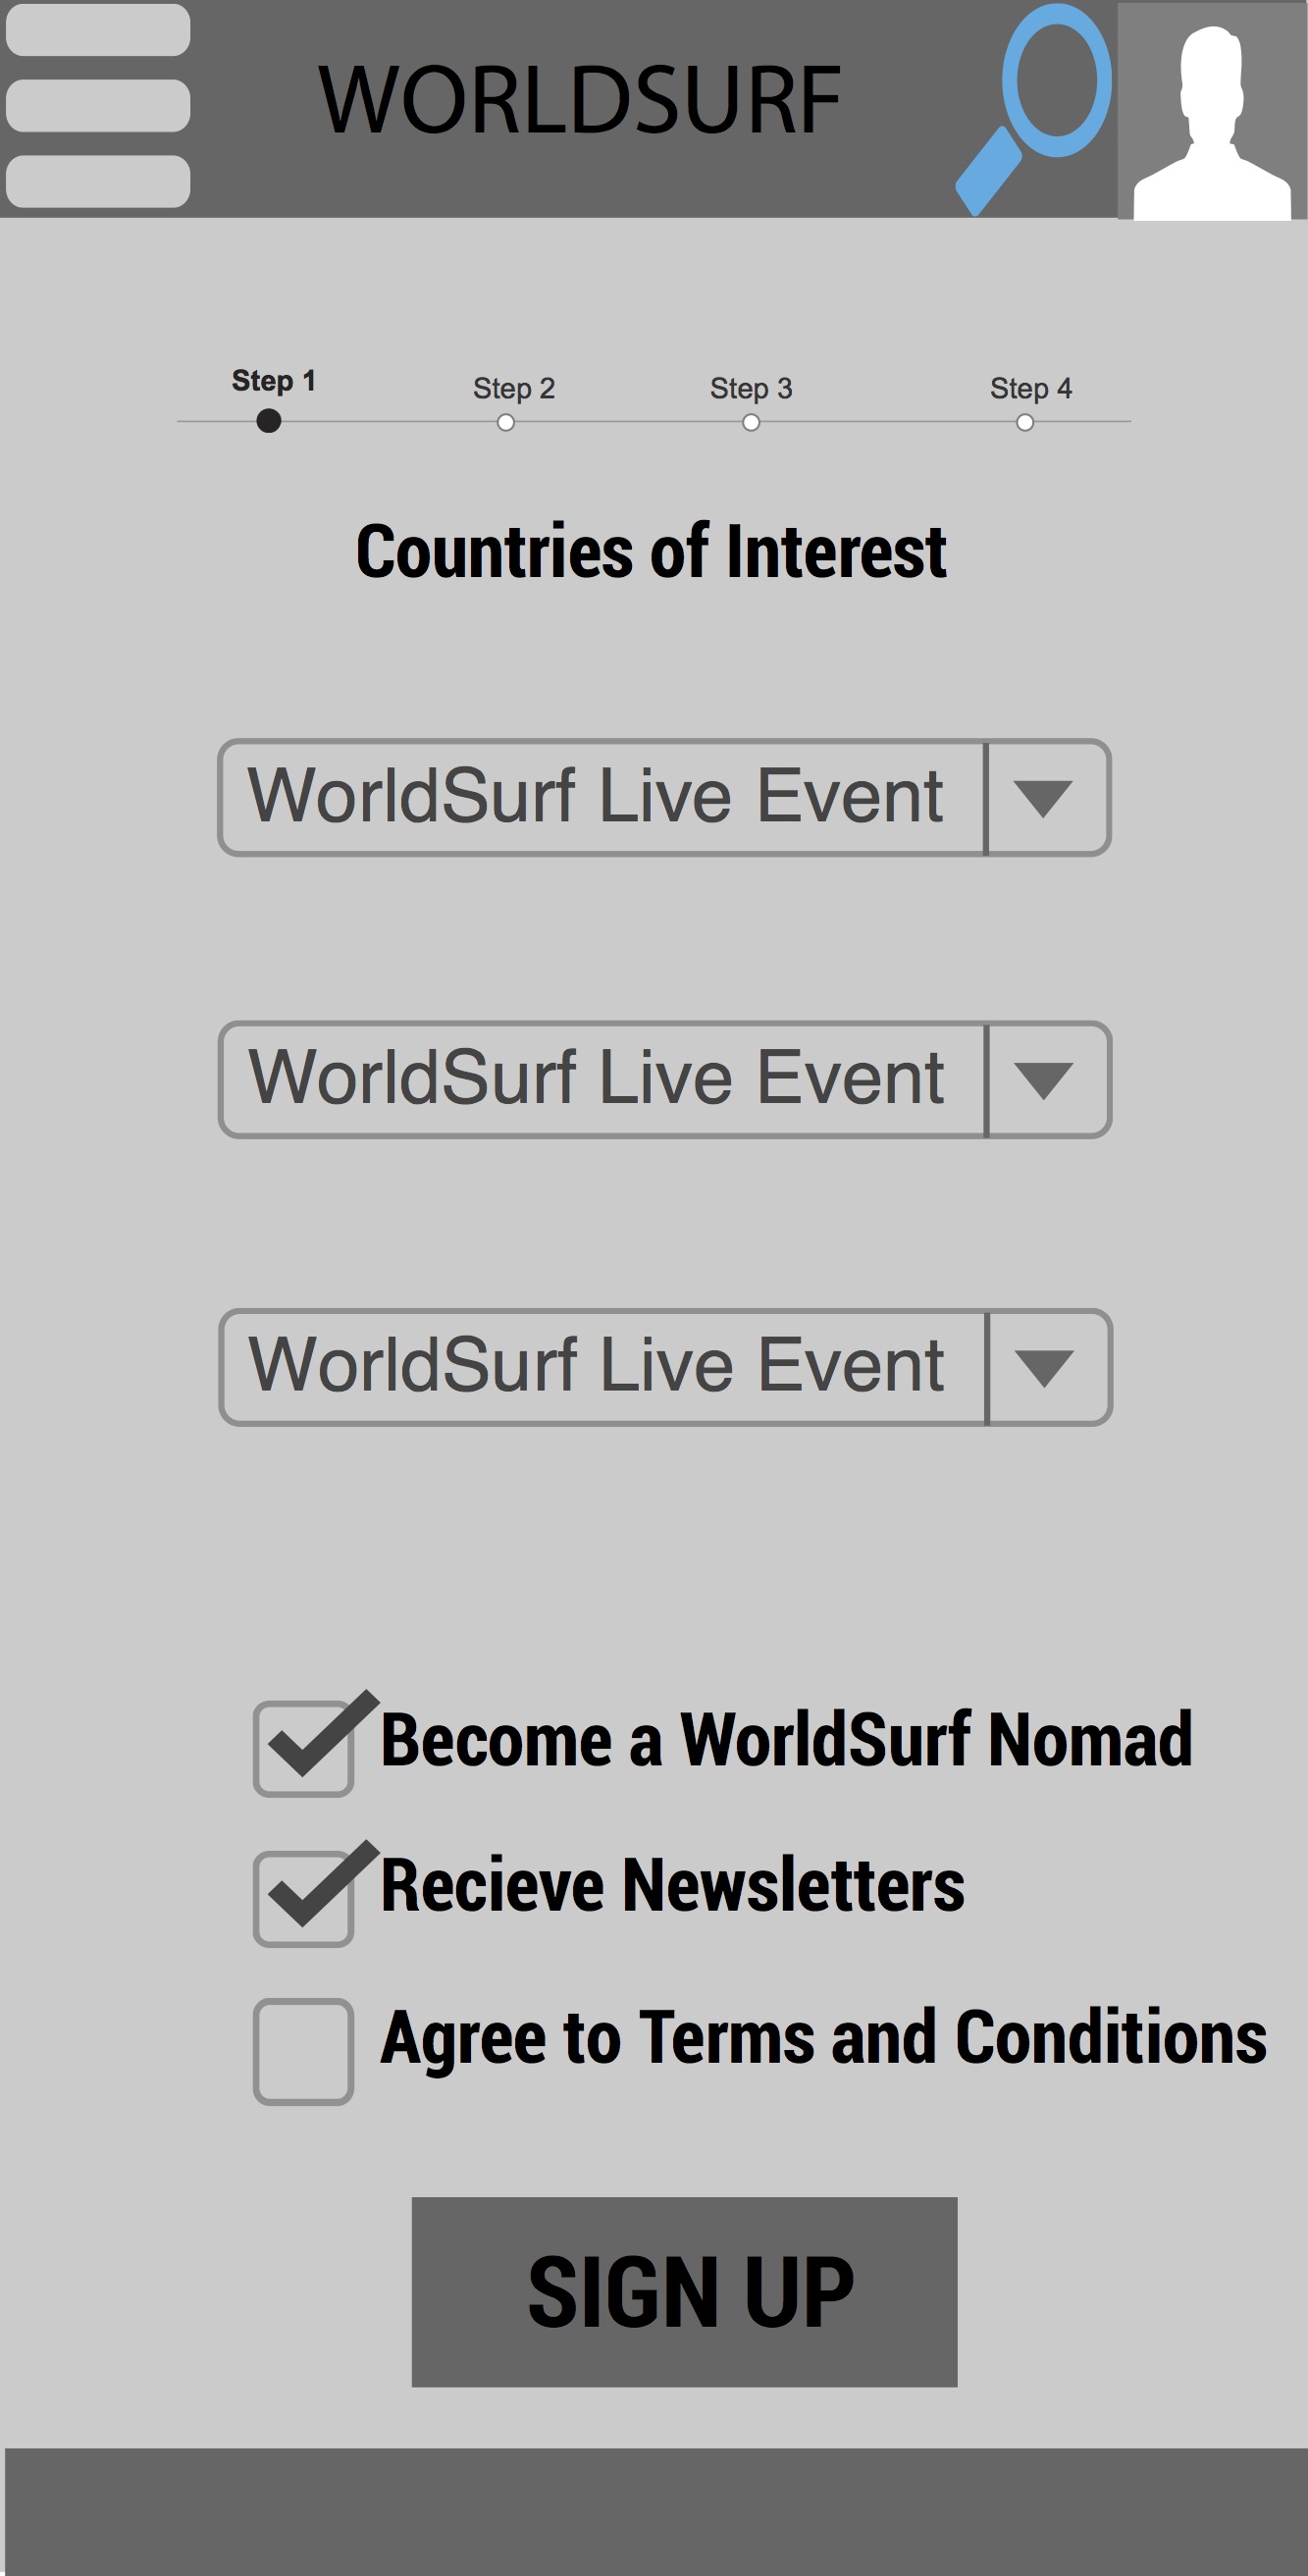 WORLDSURF
Step 1 Step 2 Step 3 Step 4
Countries of Interest
WorldSurf Live Event
WorldSurf Live Event
WorldSurf Live Event
Become a WorldSurf Nomad
Recieve Newsletters
Agree to Terms and Conditions
SIGN UP